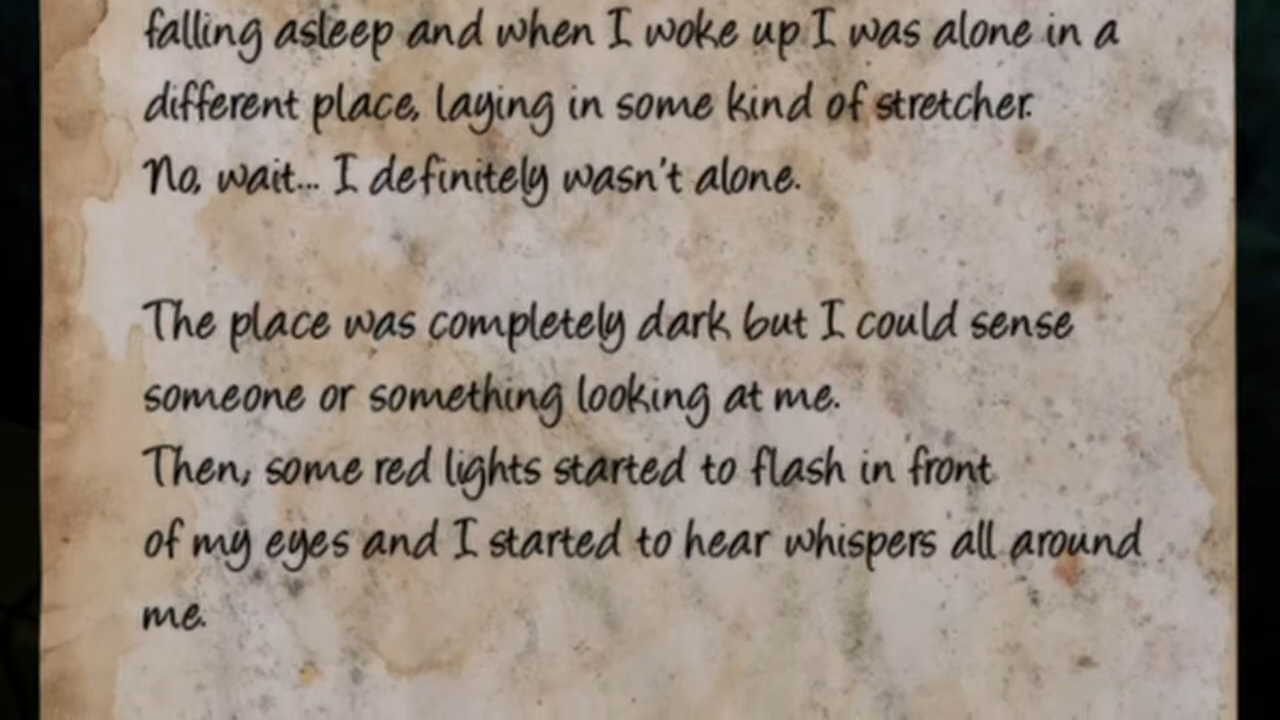 falling asleep and when I woke up I was alone in a
different place, laying in some kind of stretcher.
No, wait... I definitely wasn't alone.
The place was completely dark but I could sense
someone or something looking at me.
Then, some red lights started to flash in front
of my eyes and I started to hear whispers all around
me.